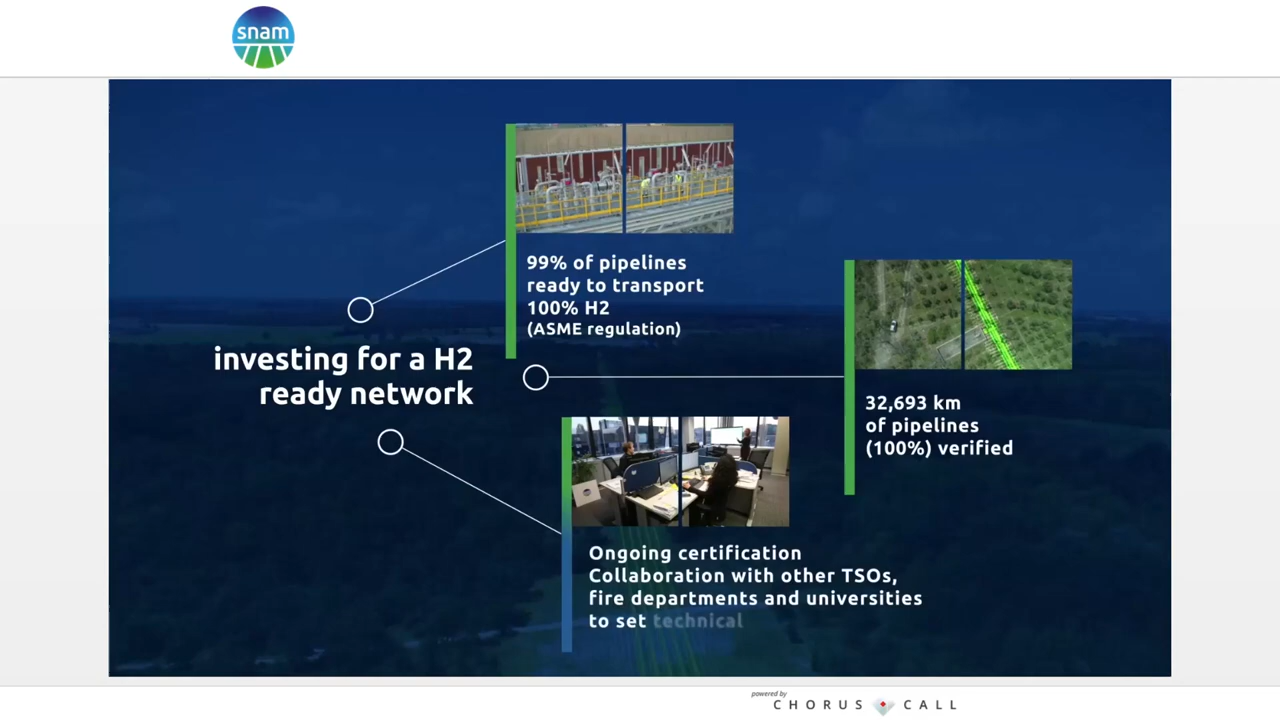 snam
99% of pipelines
ready to transport
100% H2
(ASME regulation)
investing for a H2
ready network
32,693 km
of pipelines
(100%) verified
Ongoing certification
Collaboration with other TSOs,
fire departments and universities
to set technical
powered by
CHORUS CALL